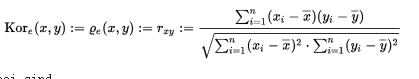 Kor_e(x, y) := ϱ_e(x, y) := r_{xy} := \frac{\sum_{i=1}^{n}(x_i − \overline{x})(y_i − \overline{y})}{\sqrt{\sum_{i=1}^{n}(x_i − \overline{x})^2 · \sum_{i=1}^{n}(y_i − \overline{y})^2}}